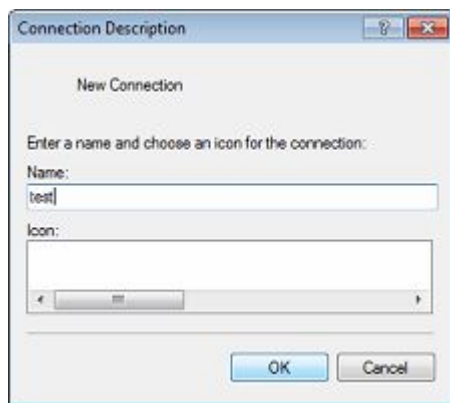 Connection Description
New Connection
Enter a name and choose an icon for the connection:
Name:
test
Icon:
OK
Cancel